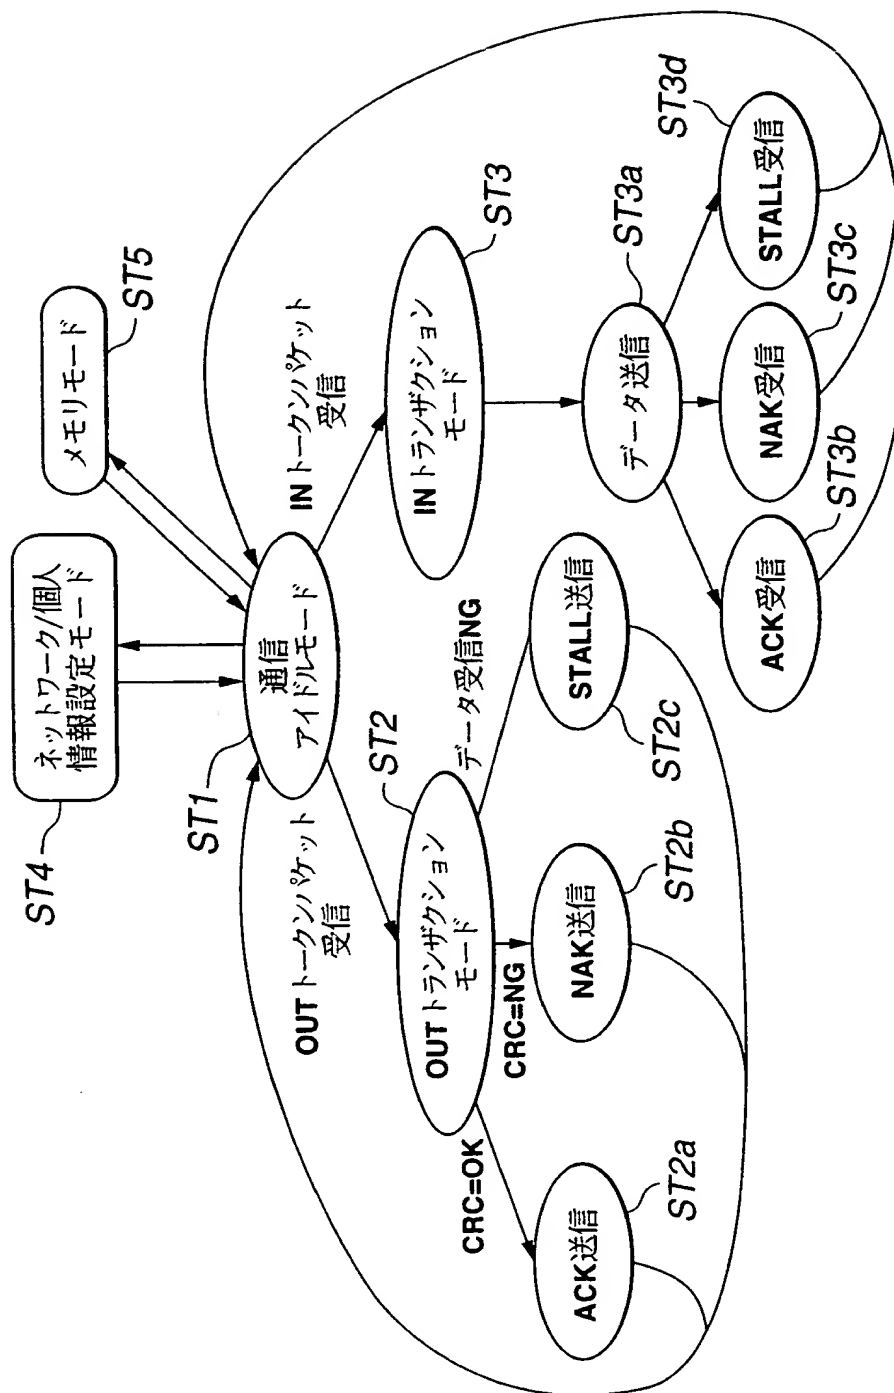 ST4
ネットワーク/個人
情報設定モード
メモリモード
ST5
ST1
通信
アイドルモード
OUTトークンパケット
受信
INトークンパケット
受信
ST2
OUTトランザクション
モード
INトランザクション
モード
ST3
CRC=OK
CRC=NG
データ受信NG
ACK送信
ST2a
NAK送信
ST2b
STALL送信
ST2c
データ送信
ST3a
ACK受信
ST3b
NAK受信
ST3c
STALL受信
ST3d